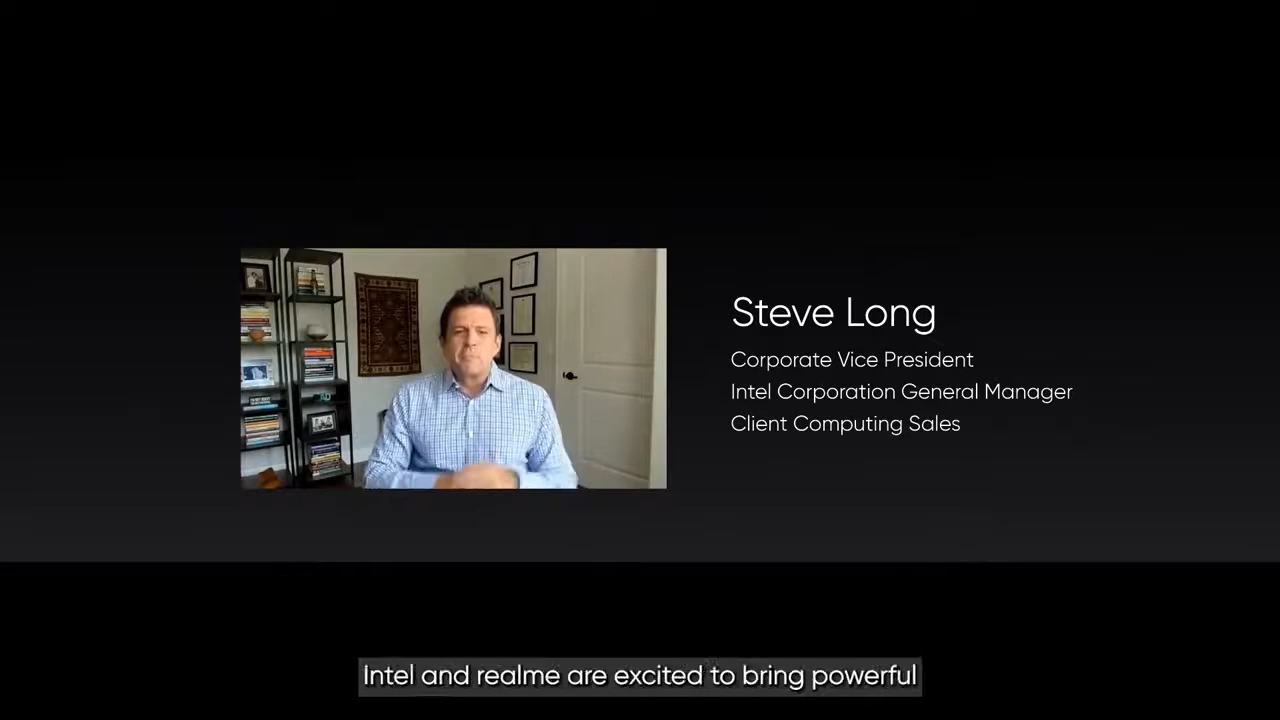 Steve Long
Corporate Vice President
Intel Corporation General Manager
Client Computing Sales
Intel and realme are excited to bring powerful